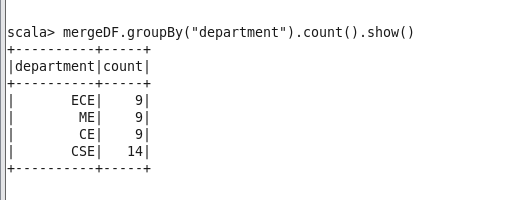 scala> mergeDF.groupBy("department").count().show()
+----------+-----+
|department|count|
+----------+-----+
|       ECE|    9|
|        ME|    9|
|        CE|    9|
|       CSE|   14|
+----------+-----+